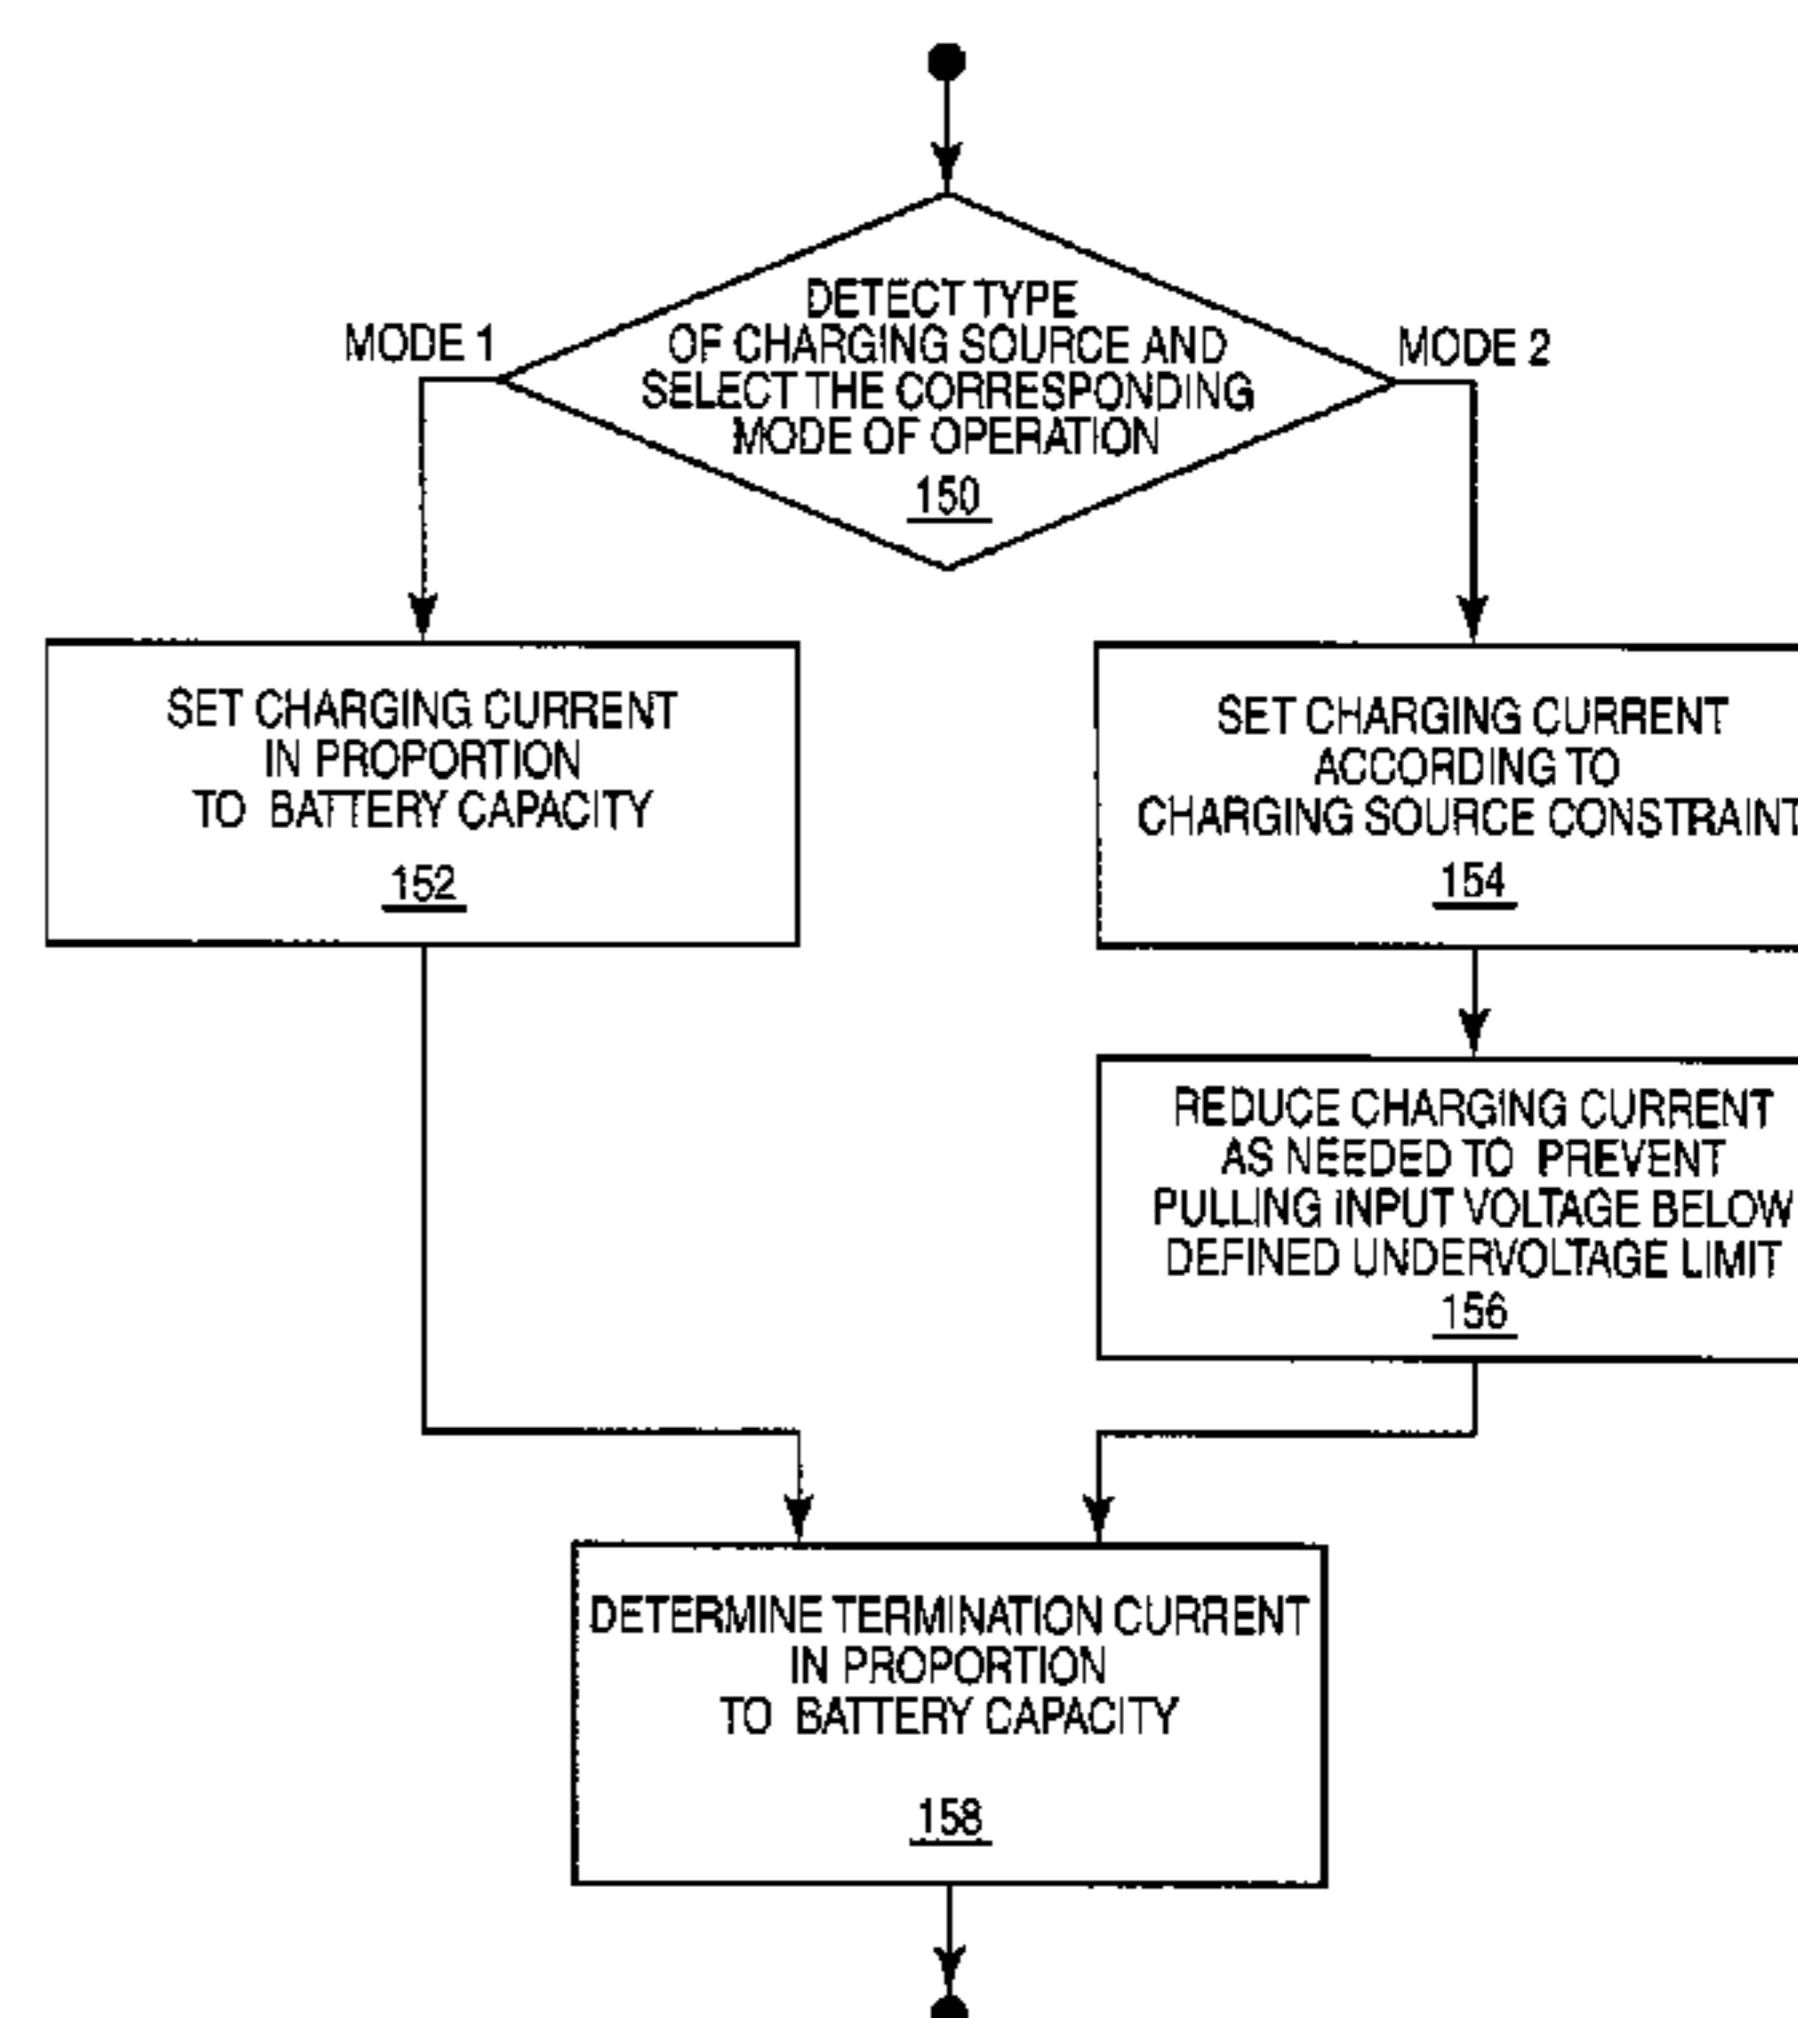 DETECT TYPE
OF CHARGING SOURCE AND
SELECT THE CORRESPONDING
MODE OF OPERATION
150
MODE 1
MODE 2
SET CHARGING CURRENT
IN PROPORTION
TO BATTERY CAPACITY
152
SET CHARGING CURRENT
ACCORDING TO
CHARGING SOURCE CONSTRAINT
154
REDUCE CHARGING CURRENT
AS NEEDED TO PREVENT
PULLING INPUT VOLTAGE BELOW
DEFINED UNDERVOLTAGE LIMIT
156
DETERMINE TERMINATION CURRENT
IN PROPORTION
TO BATTERY CAPACITY
158